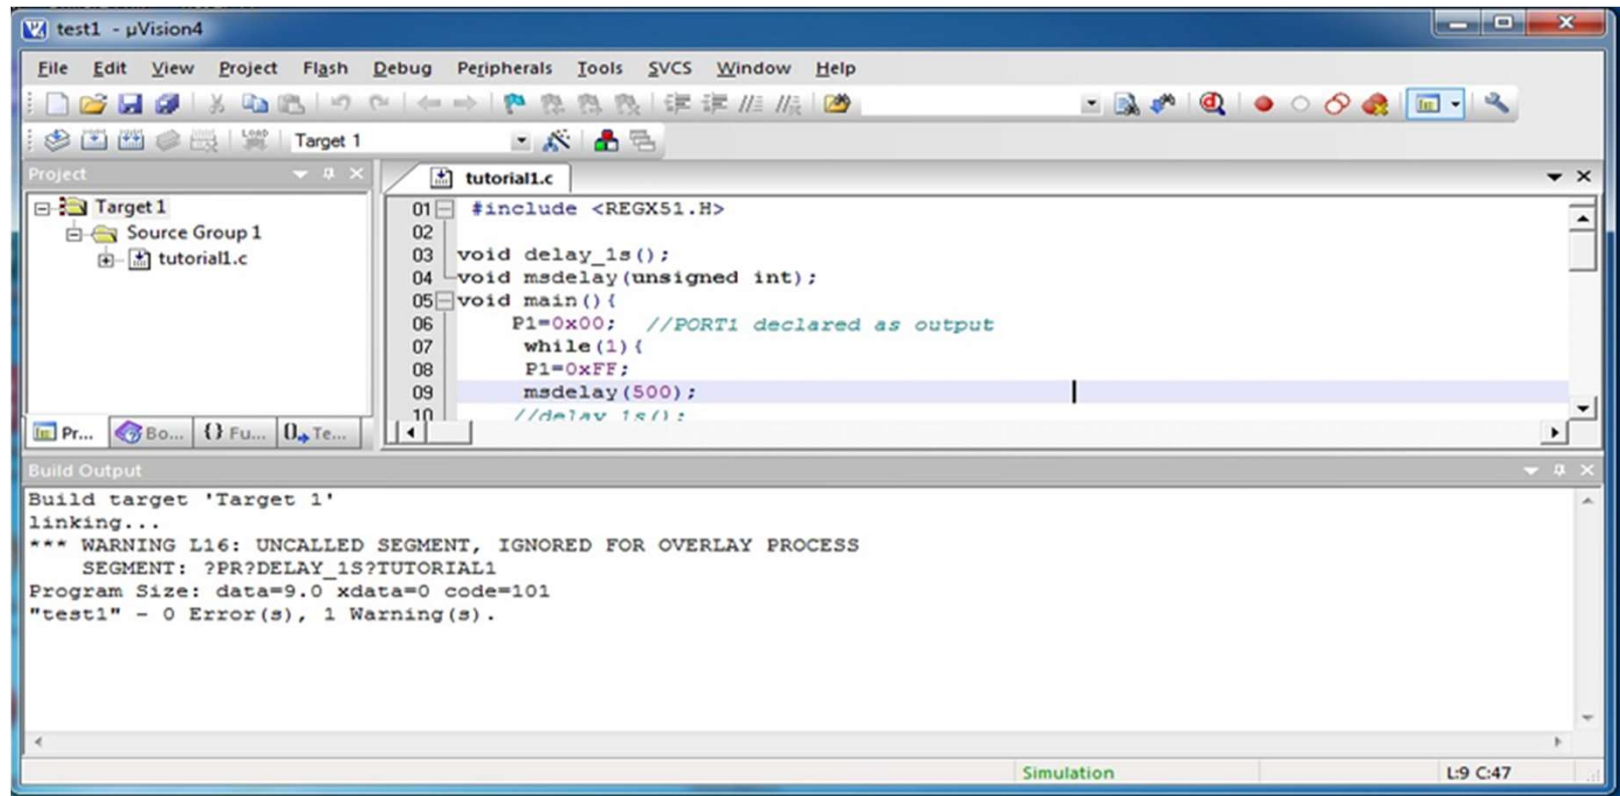 test1 - µVision4
File Edit View Project Flash Debug Peripherals Tools SVCS Window Help
LOAD Target 1
Project
Target 1
Source Group 1
tutorial1.c
Pr... Bo... {} Fu... 0 Te...
tutorial1.c
01 #include <REGX51.H>
02
03 void delay_1s();
04 void msdelay(unsigned int);
05 void main(){
06 P1=0x00; //PORT1 declared as output
07 while(1){
08 P1=0xFF;
09 msdelay(500);
10 //delay_1s();
Build Output
Build target 'Target 1'
linking...
*** WARNING L16: UNCALLED SEGMENT, IGNORED FOR OVERLAY PROCESS
SEGMENT: ?PR?DELAY_1S?TUTORIAL1
Program Size: data=9.0 xdata=0 code=101
"test1" - 0 Error(s), 1 Warning(s).
Simulation L:9 C:47